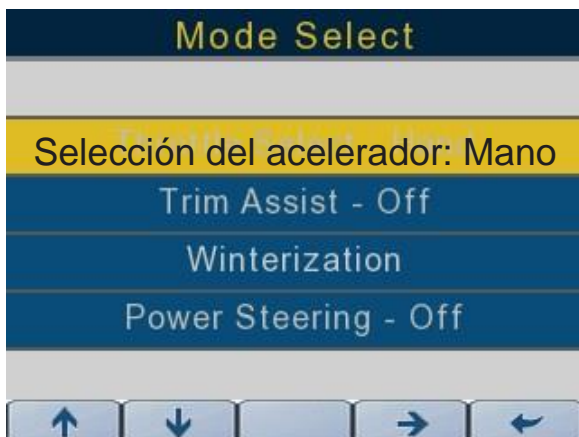 Mode Select
Selección del acelerador: Mano
Trim Assist - Off
Winterization
Power Steering - Off